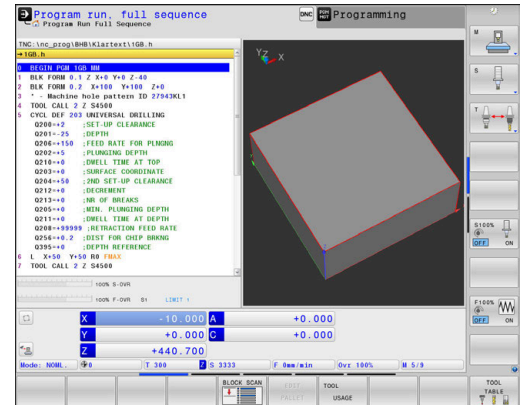 Program run, full sequence
DNC
Programming
Program Run Full Sequence
TNC:\nc_prog\BHB\Klartext\1GB.h
→1GB.h
0 BEGIN PGM 1GB MM
1 BLK FORM 0.1 Z X+0 Y+0 Z-40
2 BLK FORM 0.2 X+100 Y+100 Z+0
3 * - Machine hole pattern ID 27943KL1
4 TOOL CALL 2 Z S4500
5 CYCL DEF 203 UNIVERSAL DRILLING
Q200=+2 ;SET-UP CLEARANCE
Q201=-25 ;DEPTH
Q206=+150 ;FEED RATE FOR PLNGNG
Q202=+5 ;PLUNGING DEPTH
Q210=+0 ;DWELL TIME AT TOP
Q203=+0 ;SURFACE COORDINATE
Q204=+50 ;2ND SET-UP CLEARANCE
Q212=+0 ;DECREMENT
Q213=+0 ;NR OF BREAKS
Q205=+0 ;MIN. PLUNGING DEPTH
Q211=+0 ;DWELL TIME AT DEPTH
Q208=+99999 ;RETRACTION FEED RATE
Q256=+0.2 ;DIST FOR CHIP BRKNG
Q395=+0 ;DEPTH REFERENCE
6 L X+50 Y+50 R0 FMAX
7 TOOL CALL 2 Z S4500
YZ X
M
S
T
S100%
OFF ON
F100%
OFF ON
100% S-OVR
100% F-OVR S1 LIMIT 1
X -10.000 A +0.000
Y +0.000 C +0.000
Z +440.700
Mode: NOML. 0 T 300 Z S 3333 F 0mm/min Ovr 100% M 5/9
BLOCK SCAN
EDIT PALLET
TOOL USAGE
TOOL TABLE